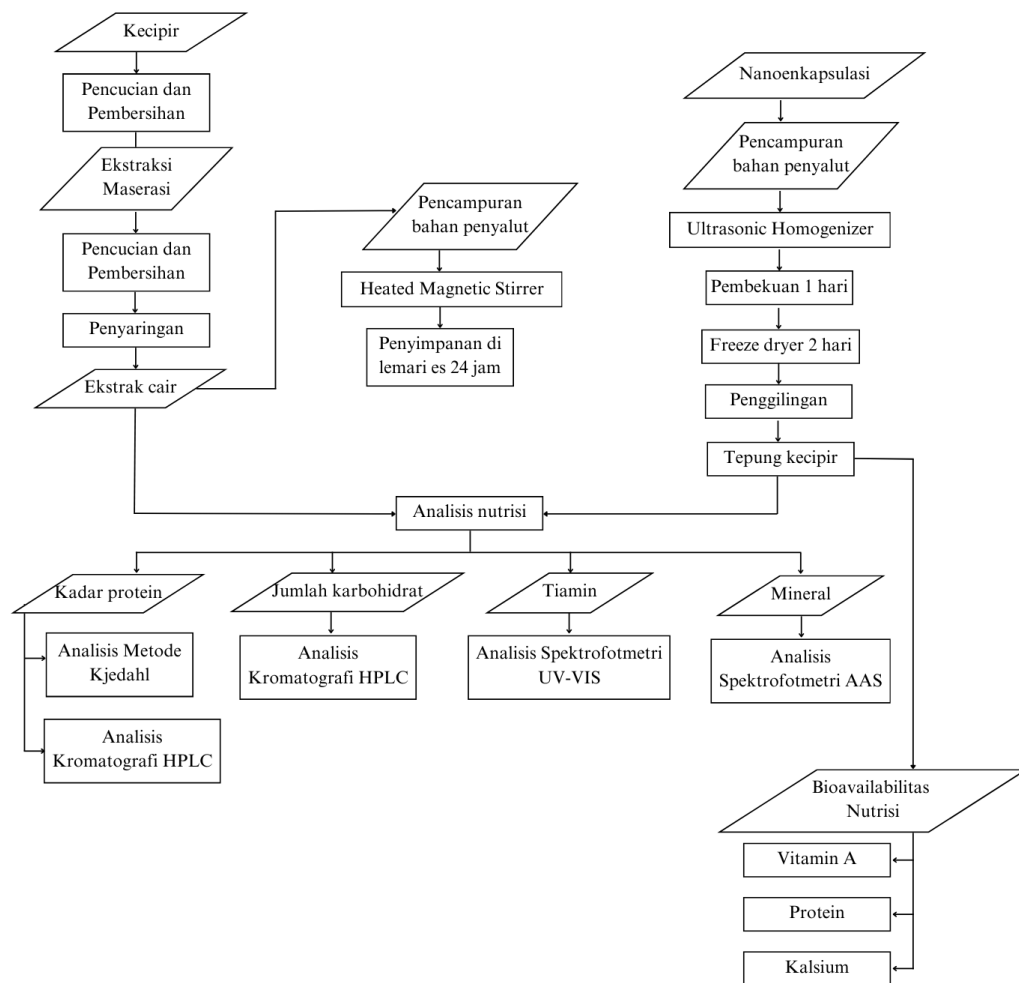 Kecipir
Pencucian dan
Pembersihan
Ekstraksi
Maserasi
Pencucian dan
Pembersihan
Penyaringan
Ekstrak cair
Pencampuran
bahan penyalut
Heated Magnetic Stirrer
Penyimpanan di
lemari es 24 jam
Nanoenkapsulasi
Pencampuran
bahan penyalut
Ultrasonic Homogenizer
Pembekuan 1 hari
Freeze dryer 2 hari
Penggilingan
Tepung kecipir
Analisis nutrisi
Kadar protein
Analisis Metode
Kjedahl
Analisis
Kromatografi HPLC
Jumlah karbohidrat
Analisis
Kromatografi HPLC
Tiamin
Analisis Spektrofotmetri
UV-VIS
Mineral
Analisis
Spektrofotmetri AAS
Bioavailabilitas
Nutrisi
Vitamin A
Protein
Kalsium